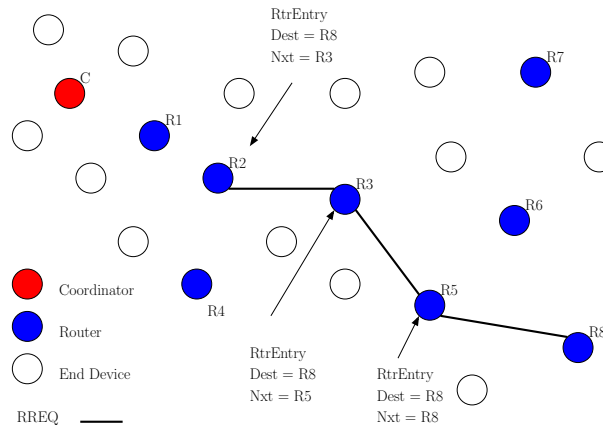 RtrEntry
Dest = R8
Nxt = R3
C
R7
R1
R2
R3
R6
R5
R4
R8
Coordinator
Router
End Device
RREQ
RtrEntry
Dest = R8
Nxt = R5
RtrEntry
Dest = R8
Nxt = R8